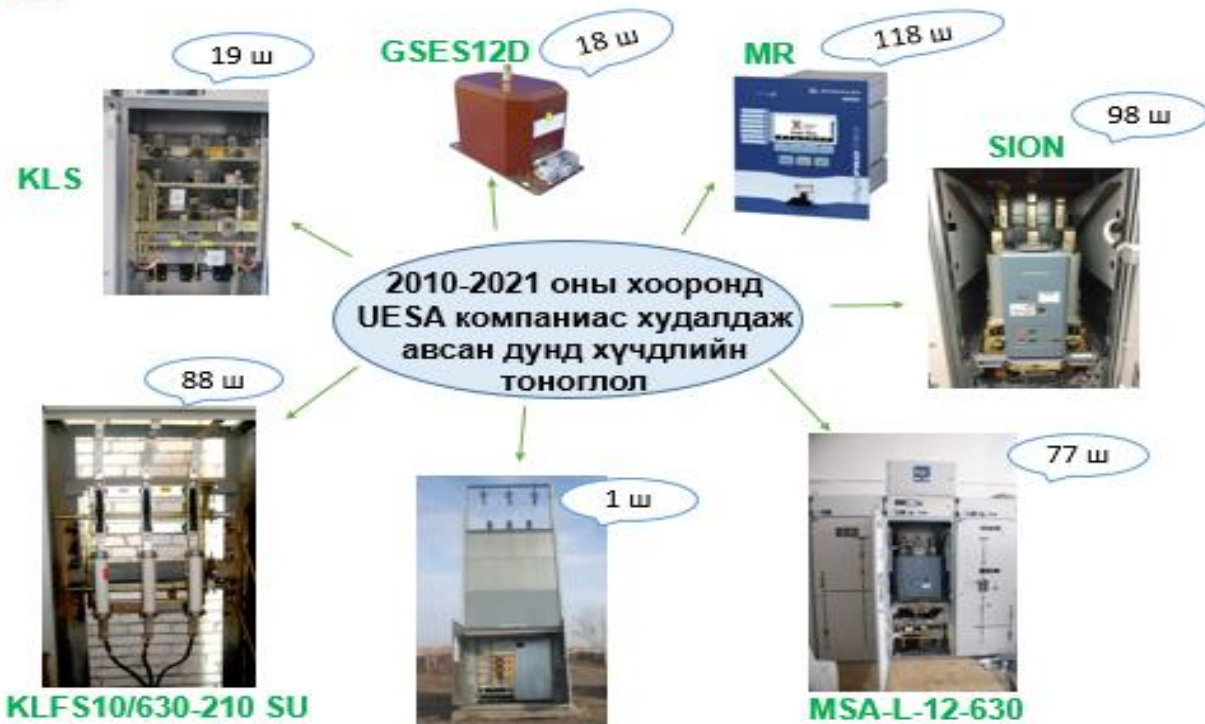 19 ш
GSES12D
18 ш
MR
118 ш
98 ш
SION
KLS
2010-2021 оны хооронд
UESA компаниас худалдаж
авсан дунд хүчдлийн
тоноглол
88 ш
1 ш
77 ш
KLFS10/630-210 SU
MSA-L-12-630